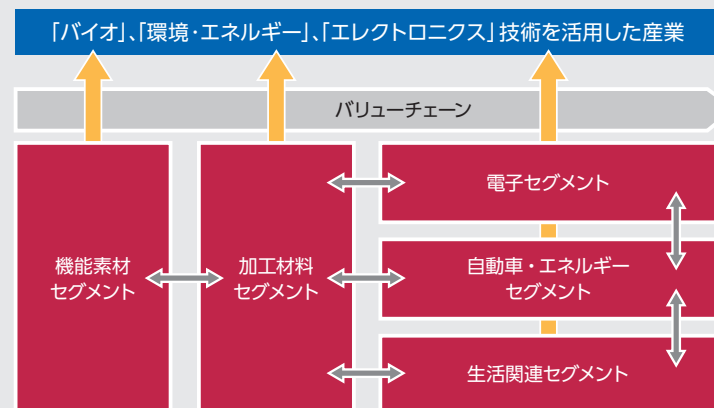 「バイオ」、「環境・エネルギー」、「エレクトロニクス」技術を活用した産業
バリューチェーン
機能素材
セグメント
加工材料
セグメント
電子セグメント
自動車・エネルギー
セグメント
生活関連セグメント